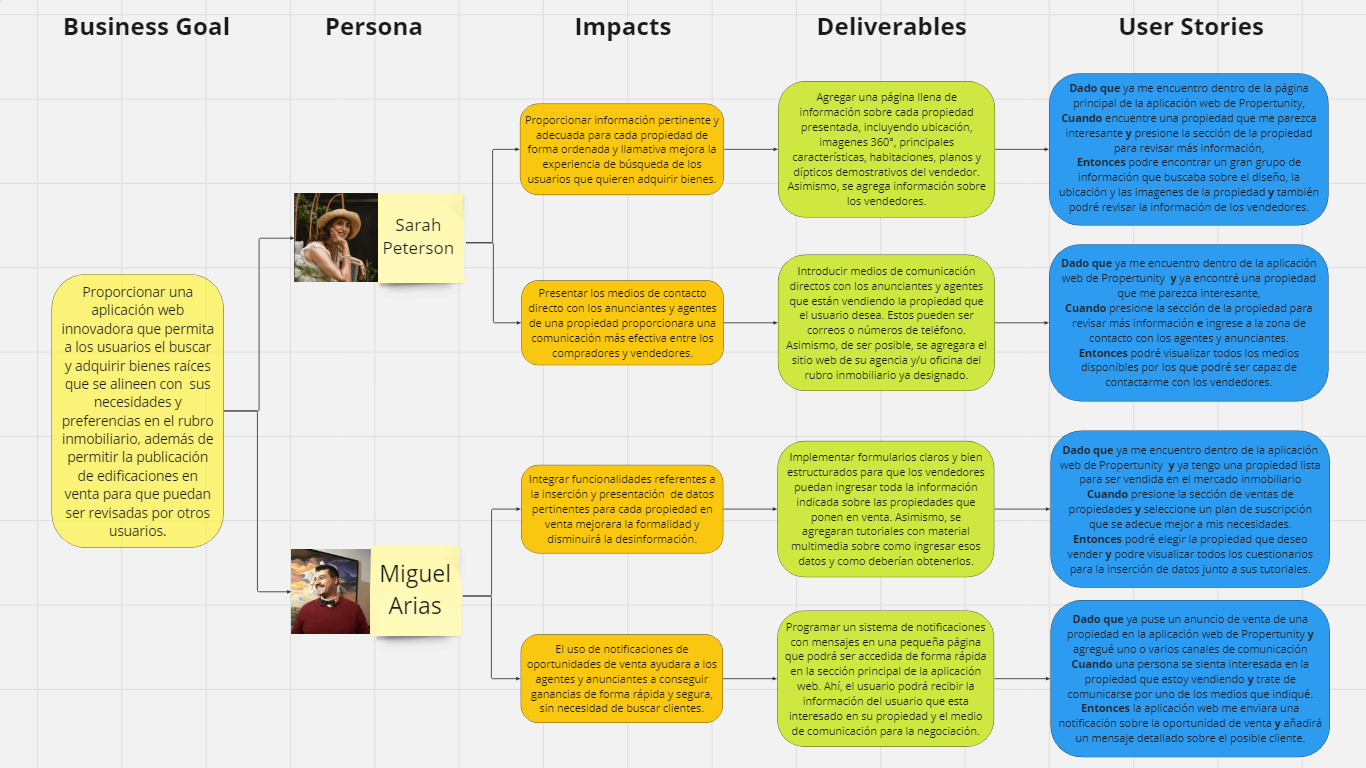 Business Goal
Persona
Impacts
Deliverables
User Stories
Proporcionar una
aplicación web
innovadora que permita
a los usuarios el buscar
y adquirir bienes raíces
que se alineen con sus
necesidades y
preferencias en el rubro
inmobiliario, además de
permitir la publicación
de edificaciones en
venta para que puedan
ser revisadas por otros
usuarios.
Sarah
Peterson
Proporcionar información pertinente y
adecuada para cada propiedad de
forma ordenada y llamativa mejora la
experiencia de búsqueda de los
usuarios que quieren adquirir bienes.
Agregar una página llena de
información sobre cada propiedad
presentada, incluyendo ubicación,
imagenes 360°, principales
características, habitaciones, planos y
dípticos demostrativos del vendedor.
Asimismo, se agrega información sobre
los vendedores.
Dado que ya me encuentro dentro de la página
principal de la aplicación web de Propertunity,
Cuando encuentre una propiedad que me parezca
interesante y presione la sección de la propiedad
para revisar más información,
Entonces podre encontrar un gran grupo de
información que buscaba sobre el diseño, la
ubicación y las imagenes de la propiedad y también
podré revisar la información de los vendedores.
Presentar los medios de contacto
directo con los anunciantes y agentes
de una propiedad proporcionara una
comunicación más efectiva entre los
compradores y vendedores.
Introducir medios de comunicación
directos con los anunciantes y agentes
que están vendiendo la propiedad que
el usuario desea. Estos pueden ser
correos o números de teléfono.
Asimismo, de ser posible, se agregara el
sitio web de su agencia y/u oficina del
rubro inmobiliario ya designado.
Dado que ya me encuentro dentro de la aplicación
web de Propertunity y ya encontré una propiedad
que me parezca interesante,
Cuando presione la sección de la propiedad para
revisar más información e ingrese a la zona de
contacto con los agentes y anunciantes.
Entonces podré visualizar todos los medios
disponibles por los que podré ser capaz de
contactarme con los vendedores.
Miguel
Arias
Integrar funcionalidades referentes a
la inserción y presentación de datos
pertinentes para cada propiedad en
venta mejorara la formalidad y
disminuirá la desinformación.
Implementar formularios claros y bien
estructurados para que los vendedores
puedan ingresar toda la información
indicada sobre las propiedades que
ponen en venta. Asimismo, se
agregaran tutoriales con material
multimedia sobre como ingresar esos
datos y como deberían obtenerlos.
Dado que ya me encuentro dentro de la aplicación
web de Propertunity y ya tengo una propiedad lista
para ser vendida en el mercado inmobiliario
Cuando presione la sección de ventas de
propiedades y seleccione un plan de suscripción
que se adecue mejor a mis necesidades.
Entonces podré elegir la propiedad que deseo
vender y podre visualizar todos los cuestionarios
para la inserción de datos junto a sus tutoriales.
El uso de notificaciones de
oportunidades de venta ayudara a los
agentes y anunciantes a conseguir
ganancias de forma rápida y segura,
sin necesidad de buscar clientes.
Programar un sistema de notificaciones
con mensajes en una pequeña página
que podrá ser accedida de forma rápida
en la sección principal de la aplicación
web. Ahí, el usuario podrá recibir la
información del usuario que esta
interesado en su propiedad y el medio
de comunicación para la negociación.
Dado que ya puse un anuncio de venta de una
propiedad en la aplicación web de Propertunity y
agregué uno o varios canales de comunicación
Cuando una persona se sienta interesada en la
propiedad que estoy vendiendo y trate de
comunicarse por uno de los medios que indiqué.
Entonces la aplicación web me enviara una
notificación sobre la oportunidad de venta y añadirá
un mensaje detallado sobre el posible cliente.